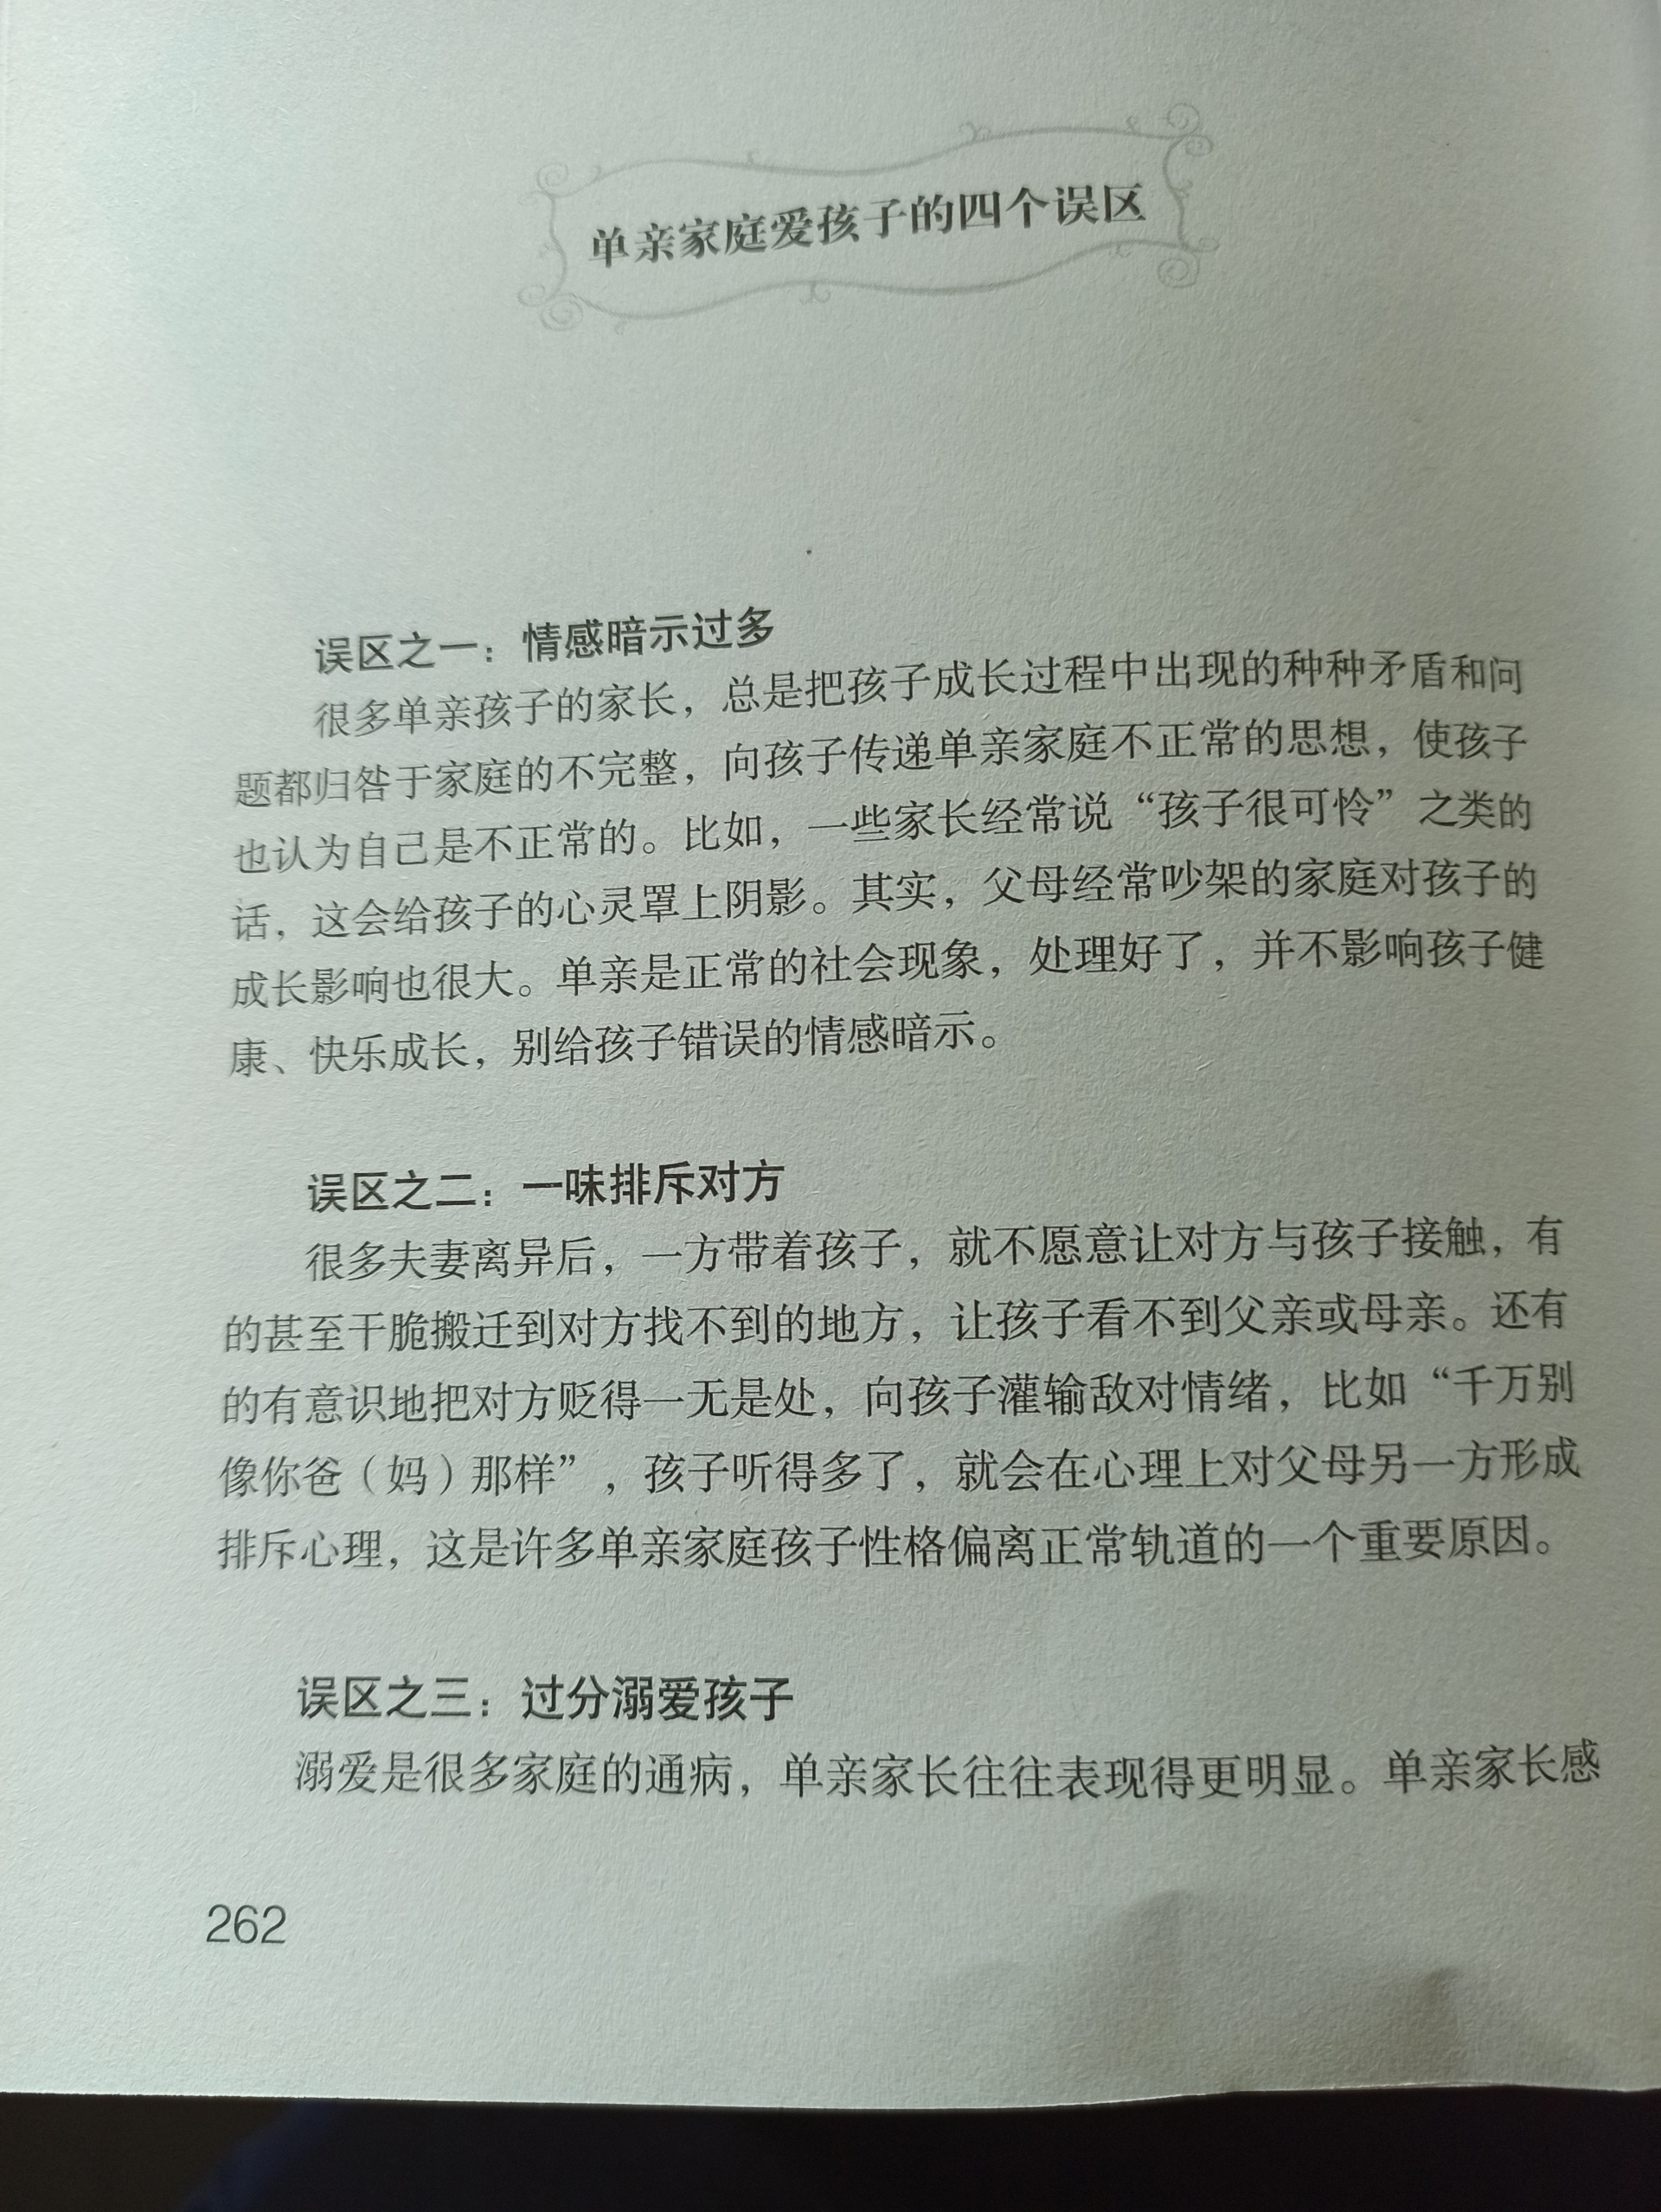 单亲家庭爱孩子的四个误区
误区之一：情感暗示过多
很多单亲孩子的家长，总是把孩子成长过程中出现的种种矛盾和问
题都归咎于家庭的不完整，向孩子传递单亲家庭不正常的思想，使孩子
也认为自己是不正常的。比如，一些家长经常说“孩子很可怜”之类的
话，这会给孩子的心灵罩上阴影。其实，父母经常吵架的家庭对孩子的
成长影响也很大。单亲是正常的社会现象，处理好了，并不影响孩子健
康、快乐成长，别给孩子错误的情感暗示。
误区之二：一味排斥对方
很多夫妻离异后，一方带着孩子，就不愿意让对方与孩子接触，有
的甚至干脆搬迁到对方找不到的地方，让孩子看不到父亲或母亲。还有
的有意识地把对方贬得一无是处，向孩子灌输敌对情绪，比如“千万别
像你爸（妈）那样”，孩子听得多了，就会在心理上对父母另一方形成
排斥心理，这是许多单亲家庭孩子性格偏离正常轨道的一个重要原因。
误区之三：过分溺爱孩子
溺爱是很多家庭的通病，单亲家长往往表现得更明显。单亲家长感
262